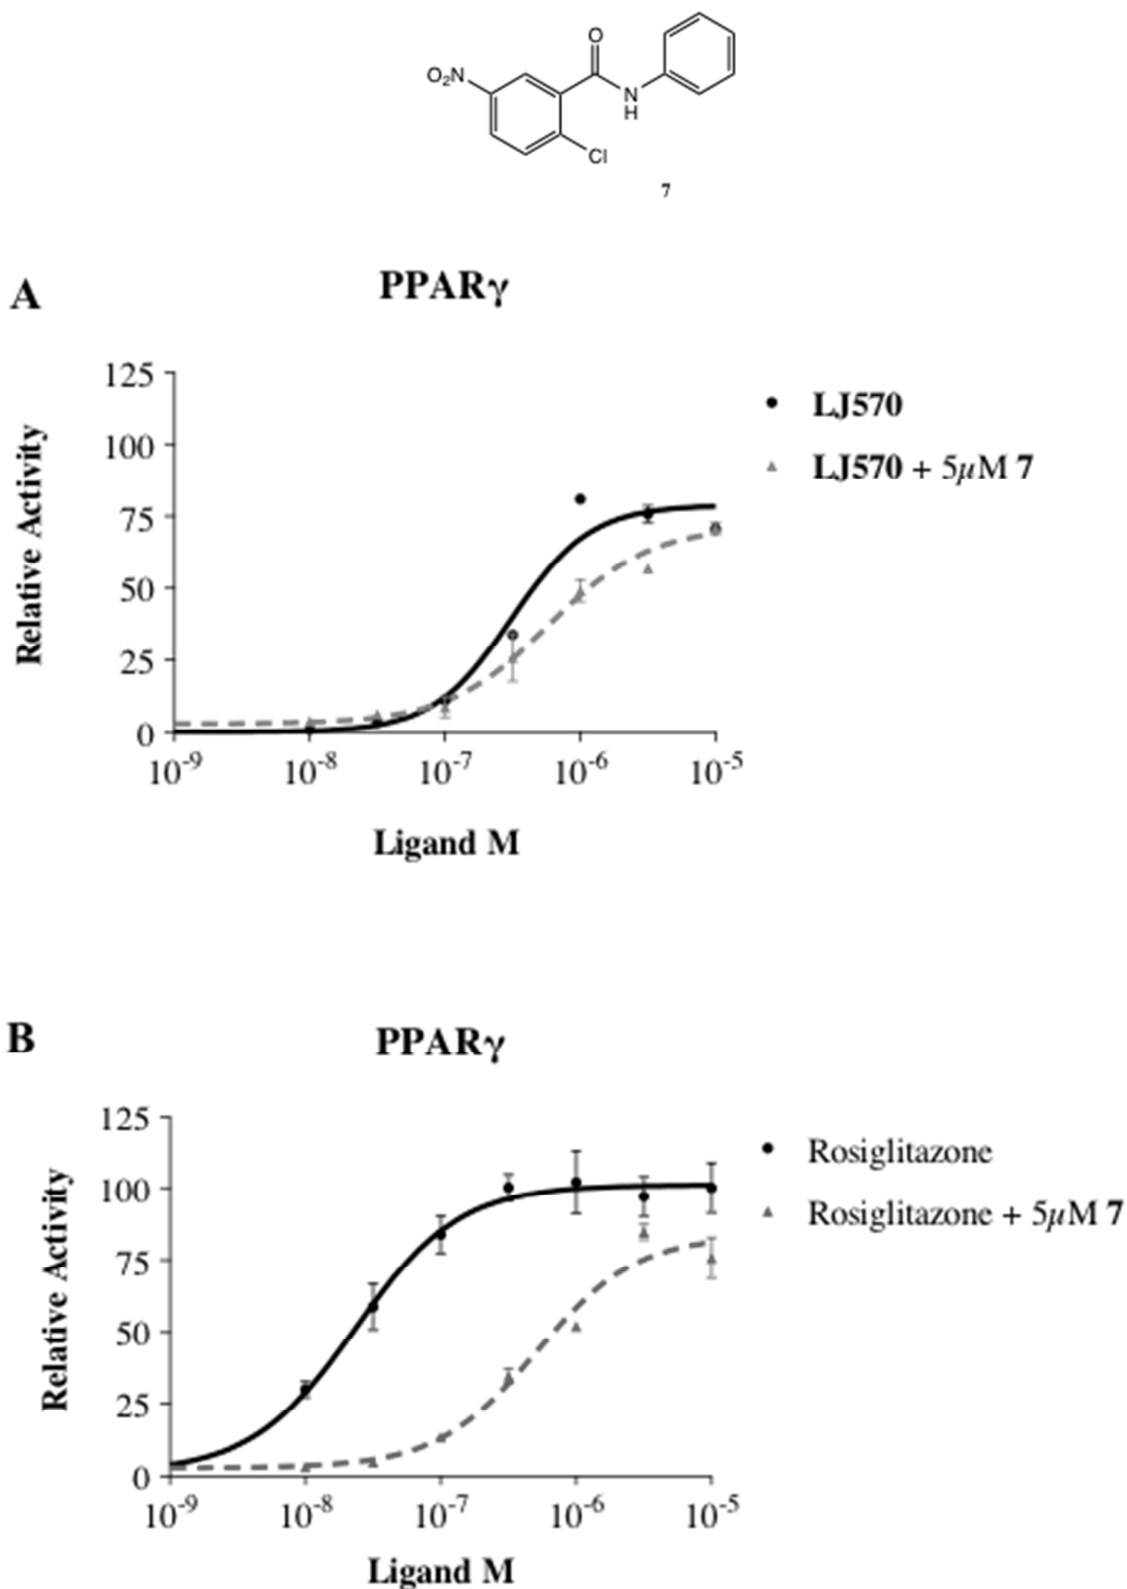 O
O₂N
N
H
Cl
7
A
PPARγ
125
100
75
50
25
0
Relative Activity
10⁻⁹ 10⁻⁸ 10⁻⁷ 10⁻⁶ 10⁻⁵
Ligand M
LJ570
LJ570 + 5μM 7
B
PPARγ
125
100
75
50
25
0
Relative Activity
10⁻⁹ 10⁻⁸ 10⁻⁷ 10⁻⁶ 10⁻⁵
Ligand M
Rosiglitazone
Rosiglitazone + 5μM 7